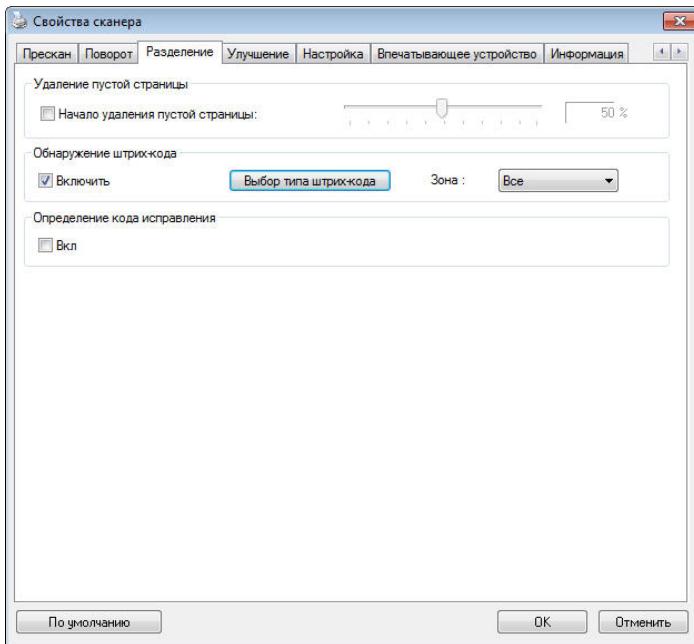 Свойства сканера
Прескан Поворот Разделение Улучшение Настройка Впечатывающее устройство Информация
Удаление пустой страницы
Начало удаления пустой страницы: 50 %
Обнаружение штрих-кода
Включить Выбор типа штрих-кода Зона : Все
Определение кода исправления
Вкл
По умолчанию OK Отменить